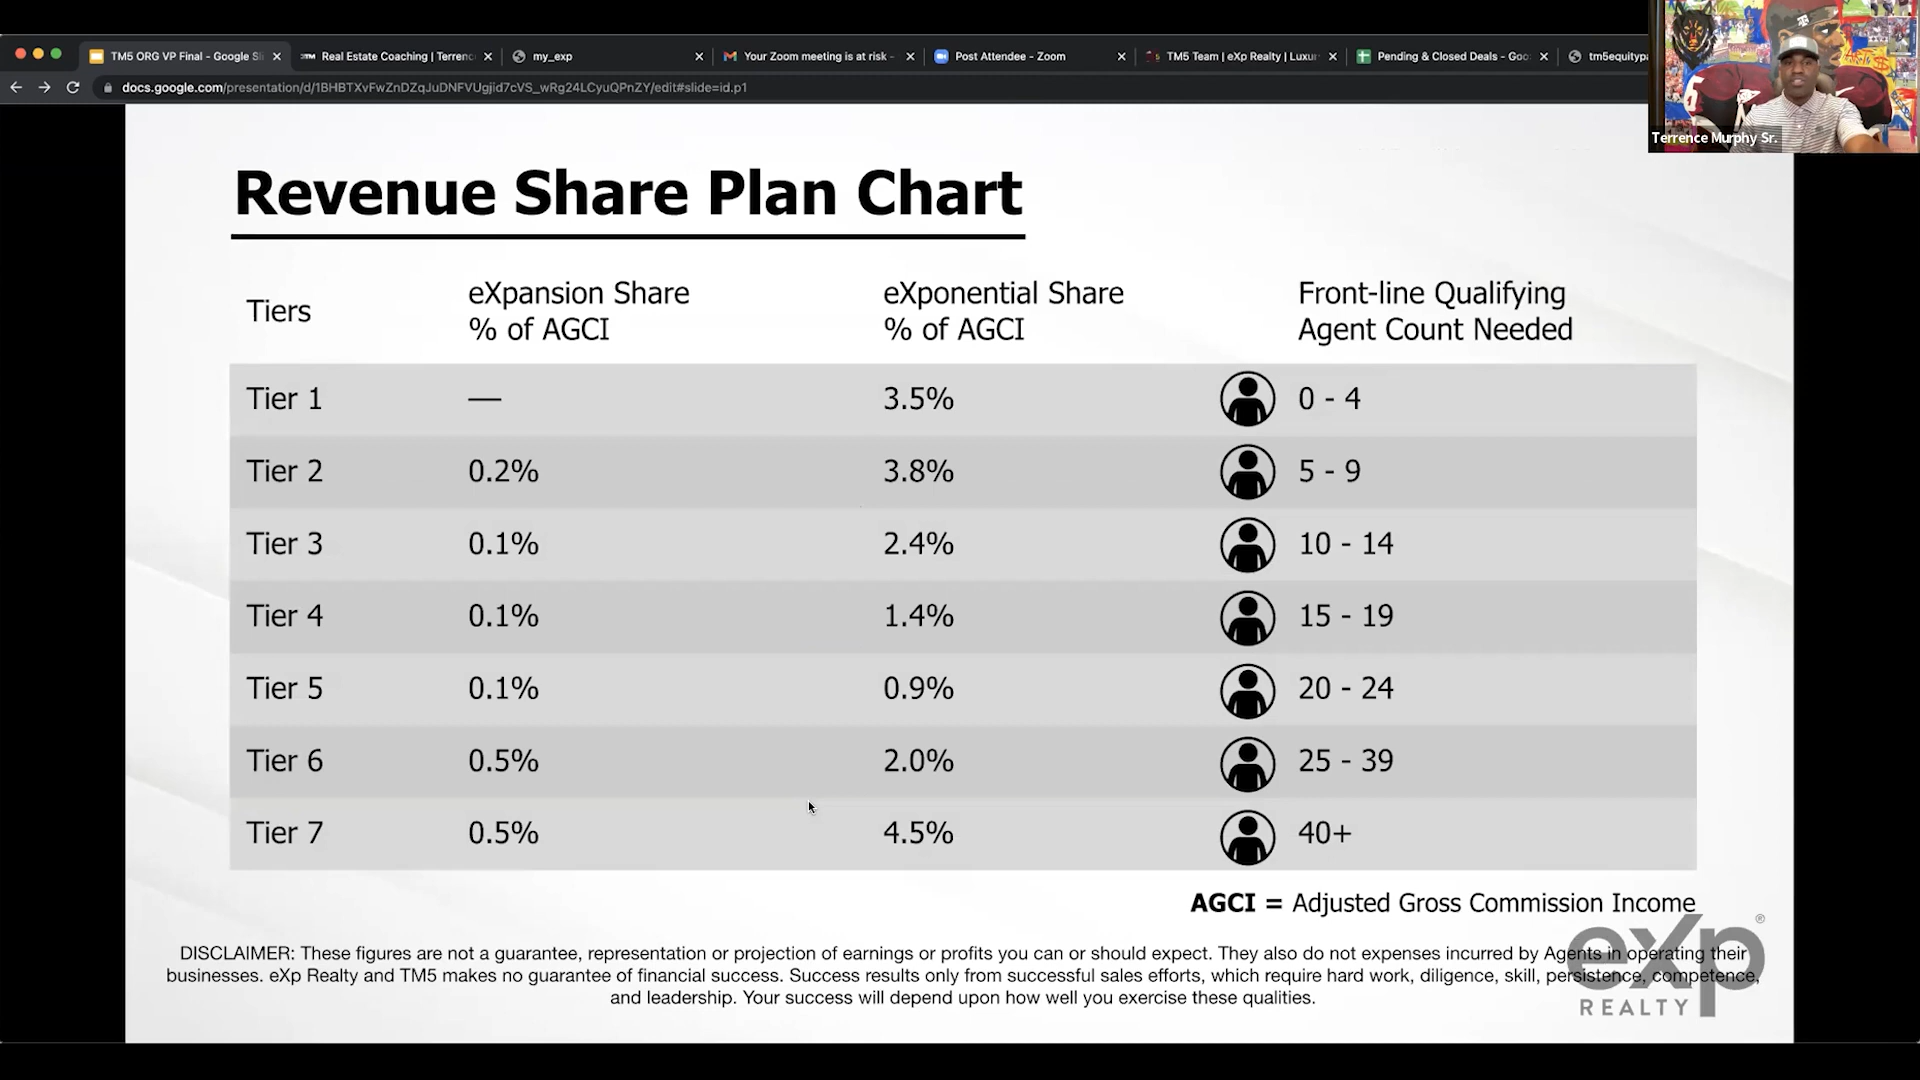 TM5 ORG VP Final - Google Sli
Real Estate Coaching | Terrenc
my_exp
Your Zoom meeting is at risk -
Post Attendee - Zoom
TM5 Team | eXp Realty | Luxur
Pending & Closed Deals - Goo
tm5equitypa
docs.google.com/presentation/d/1BHBTXvFwZnDZqJuDNFVUgjid7cVS_wRg24LCyuQPnZY/edit#slide=id.p1
Terrence Murphy Sr.
Revenue Share Plan Chart
Tiers
eXpansion Share
% of AGCI
eXponential Share
% of AGCI
Front-line Qualifying
Agent Count Needed
Tier 1 — 3.5% 0 - 4
Tier 2 0.2% 3.8% 5 - 9
Tier 3 0.1% 2.4% 10 - 14
Tier 4 0.1% 1.4% 15 - 19
Tier 5 0.1% 0.9% 20 - 24
Tier 6 0.5% 2.0% 25 - 39
Tier 7 0.5% 4.5% 40+
AGCI = Adjusted Gross Commission Income
DISCLAIMER: These figures are not a guarantee, representation or projection of earnings or profits you can or should expect. They also do not expenses incurred by Agents in operating their
businesses. eXp Realty and TM5 makes no guarantee of financial success. Success results only from successful sales efforts, which require hard work, diligence, skill, persistence, competence,
and leadership. Your success will depend upon how well you exercise these qualities.
eXp®
REALTY